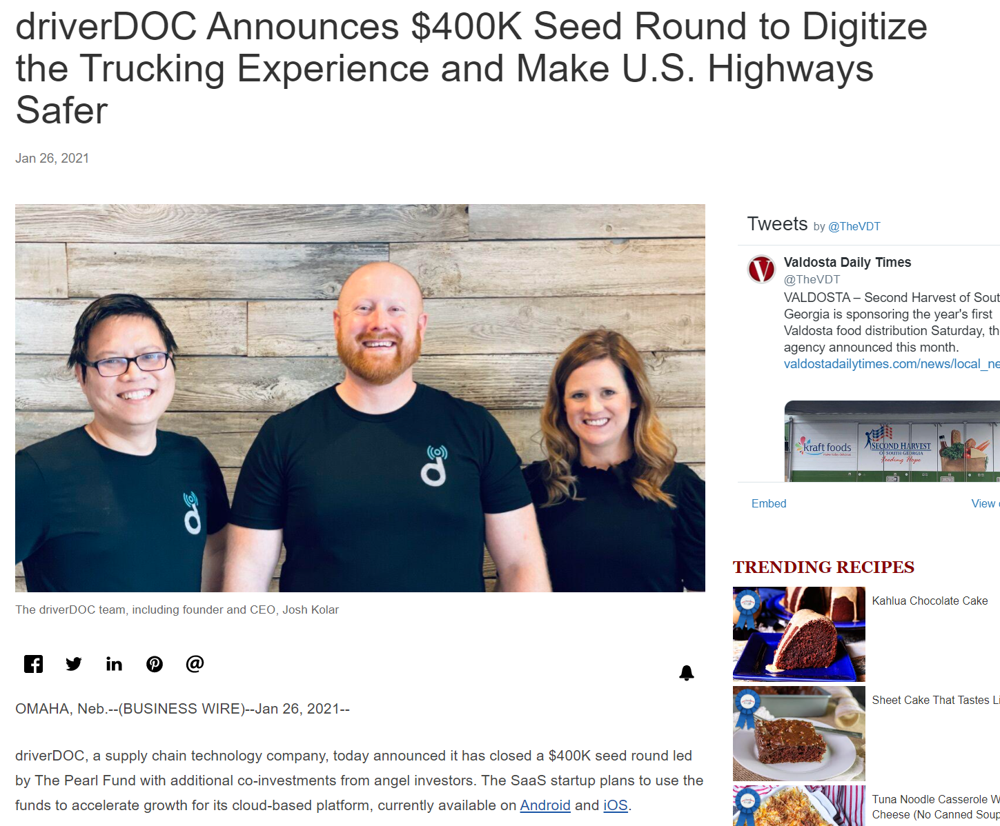 driverDOC Announces $400K Seed Round to Digitize
the Trucking Experience and Make U.S. Highways
Safer
Jan 26, 2021
The driverDOC team, including founder and CEO, Josh Kolar
OMAHA, Neb.--(BUSINESS WIRE)--Jan 26, 2021--
driverDOC, a supply chain technology company, today announced it has closed a $400K seed round led
by The Pearl Fund with additional co-investments from angel investors. The SaaS startup plans to use the
funds to accelerate growth for its cloud-based platform, currently available on Android and iOS.
Tweets by @TheVDT
V
Valdosta Daily Times
@TheVDT
VALDOSTA – Second Harvest of Sout
Georgia is sponsoring the year's first
Valdosta food distribution Saturday, th
agency announced this month.
valdostadailytimes.com/news/local_ne
kraft foods
make today delicious
SECOND HARVEST
OF SOUTH GEORGIA
Feeding Hope
Embed
View
TRENDING RECIPES
Kahlua Chocolate Cake
Sheet Cake That Tastes Li
Tuna Noodle Casserole W
Cheese (No Canned Soup